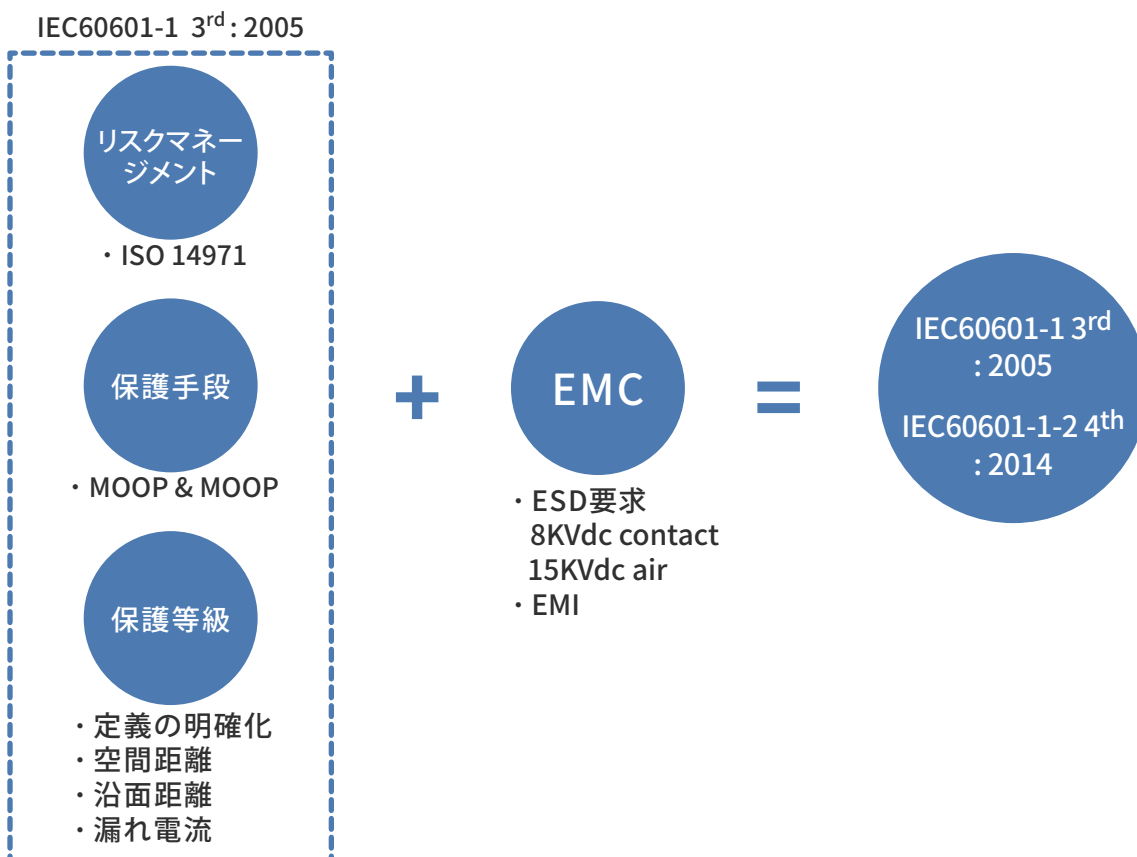 IEC60601-1 3rd : 2005
リスクマネー
ジメント
・ISO 14971
保護手段
・MOOP & MOOP
保護等級
・定義の明確化
・空間距離
・沿面距離
・漏れ電流
+
EMC
・ESD要求
8KVdc contact
15KVdc air
・EMI
=
IEC60601-1 3rd
: 2005
IEC60601-1-2 4th
: 2014